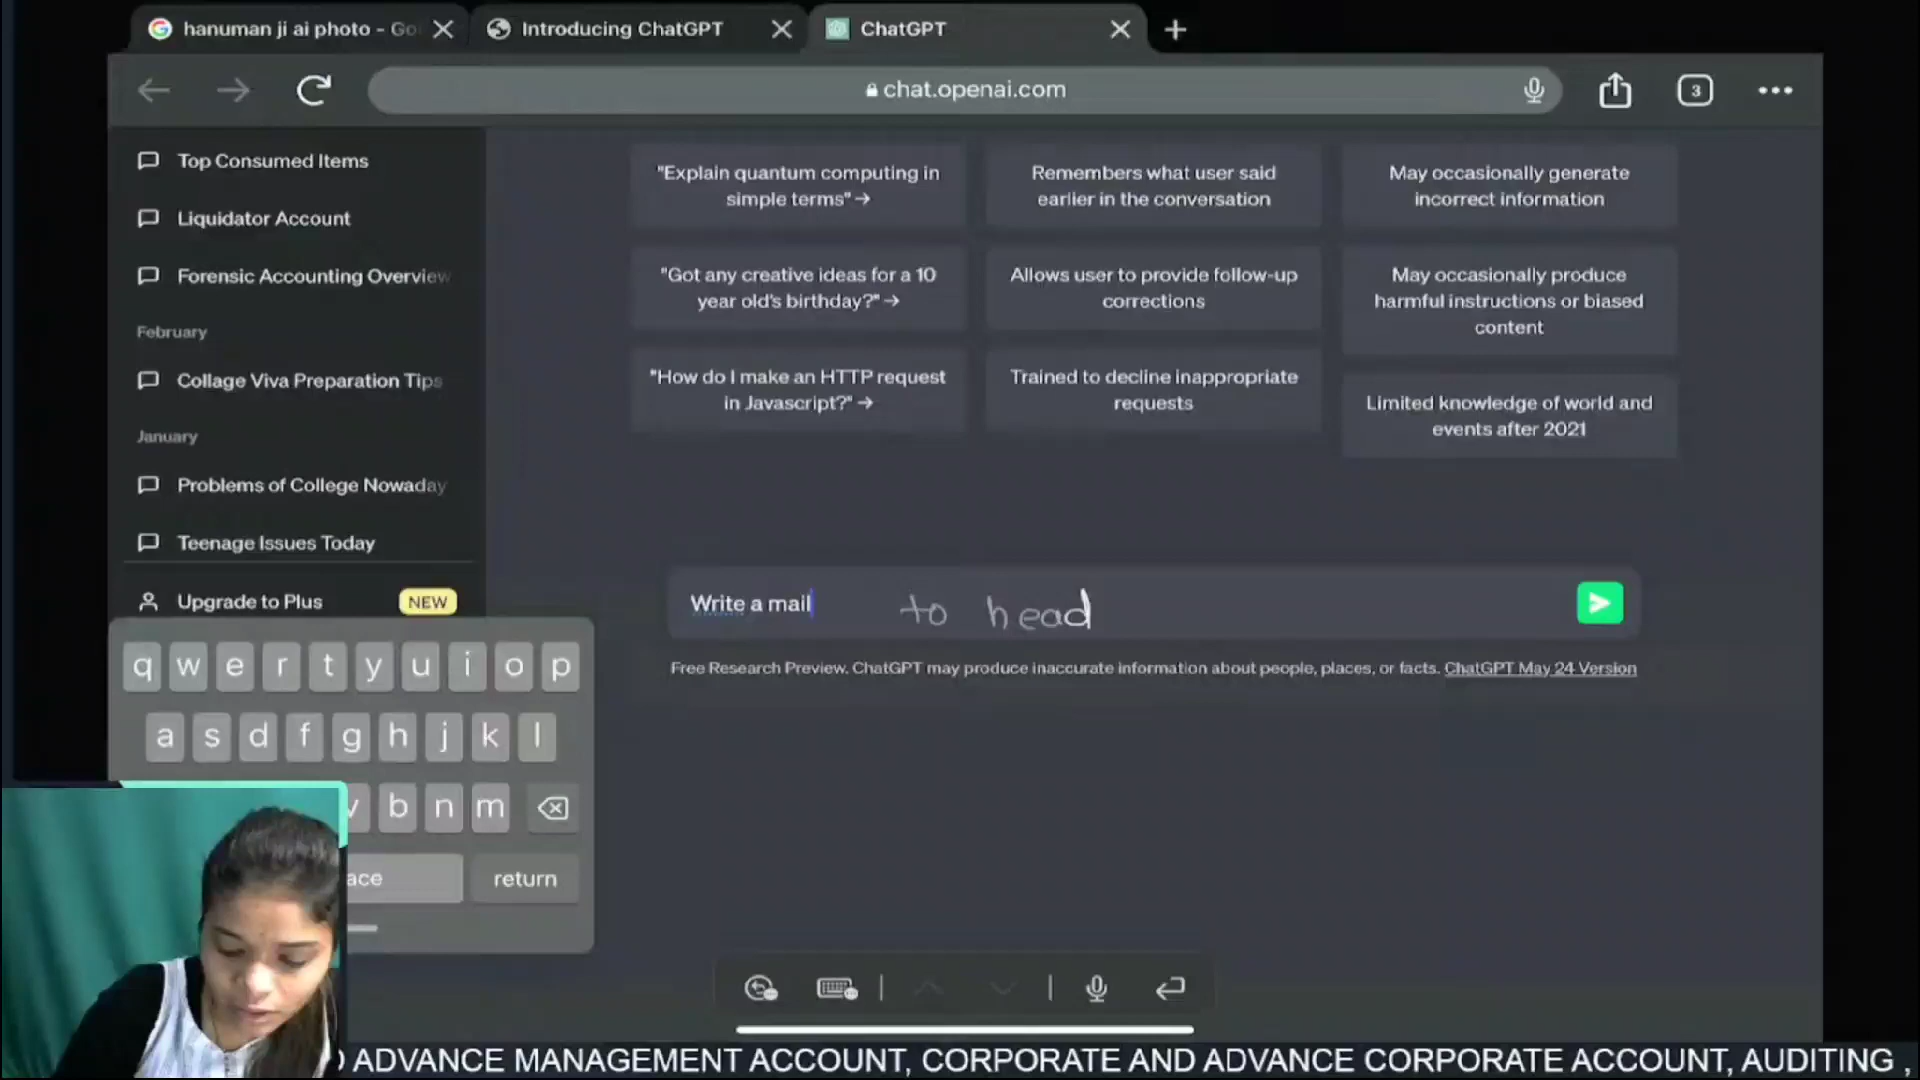 hanuman ji ai photo - Go
Introducing ChatGPT
ChatGPT
chat.openai.com
3
Top Consumed Items
Liquidator Account
Forensic Accounting Overview
February
Collage Viva Preparation Tips
January
Problems of College Nowaday
Teenage Issues Today
Upgrade to Plus NEW
"Explain quantum computing in
simple terms" →
"Got any creative ideas for a 10
year old's birthday?" →
"How do I make an HTTP request
in Javascript?" →
Remembers what user said
earlier in the conversation
Allows user to provide follow-up
corrections
Trained to decline inappropriate
requests
May occasionally generate
incorrect information
May occasionally produce
harmful instructions or biased
content
Limited knowledge of world and
events after 2021
Write a mail to head
Free Research Preview. ChatGPT may produce inaccurate information about people, places, or facts. ChatGPT May 24 Version
q w e r t y u i o p
a s d f g h j k l
v b n m
ace return
ADVANCE MANAGEMENT ACCOUNT, CORPORATE AND ADVANCE CORPORATE ACCOUNT, AUDITING ,